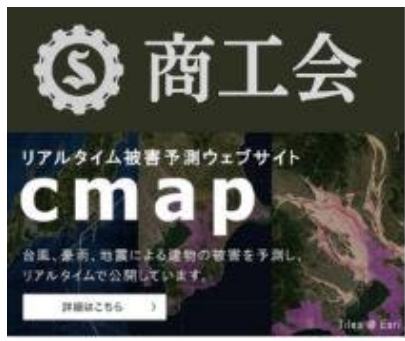 S 商工会
リアルタイム被害予測ウェブサイト
cmap
台風、豪雨、地震による建物の被害を予測し、
リアルタイムで公開しています。
詳細はこちら 〉
Tiles @ Esri